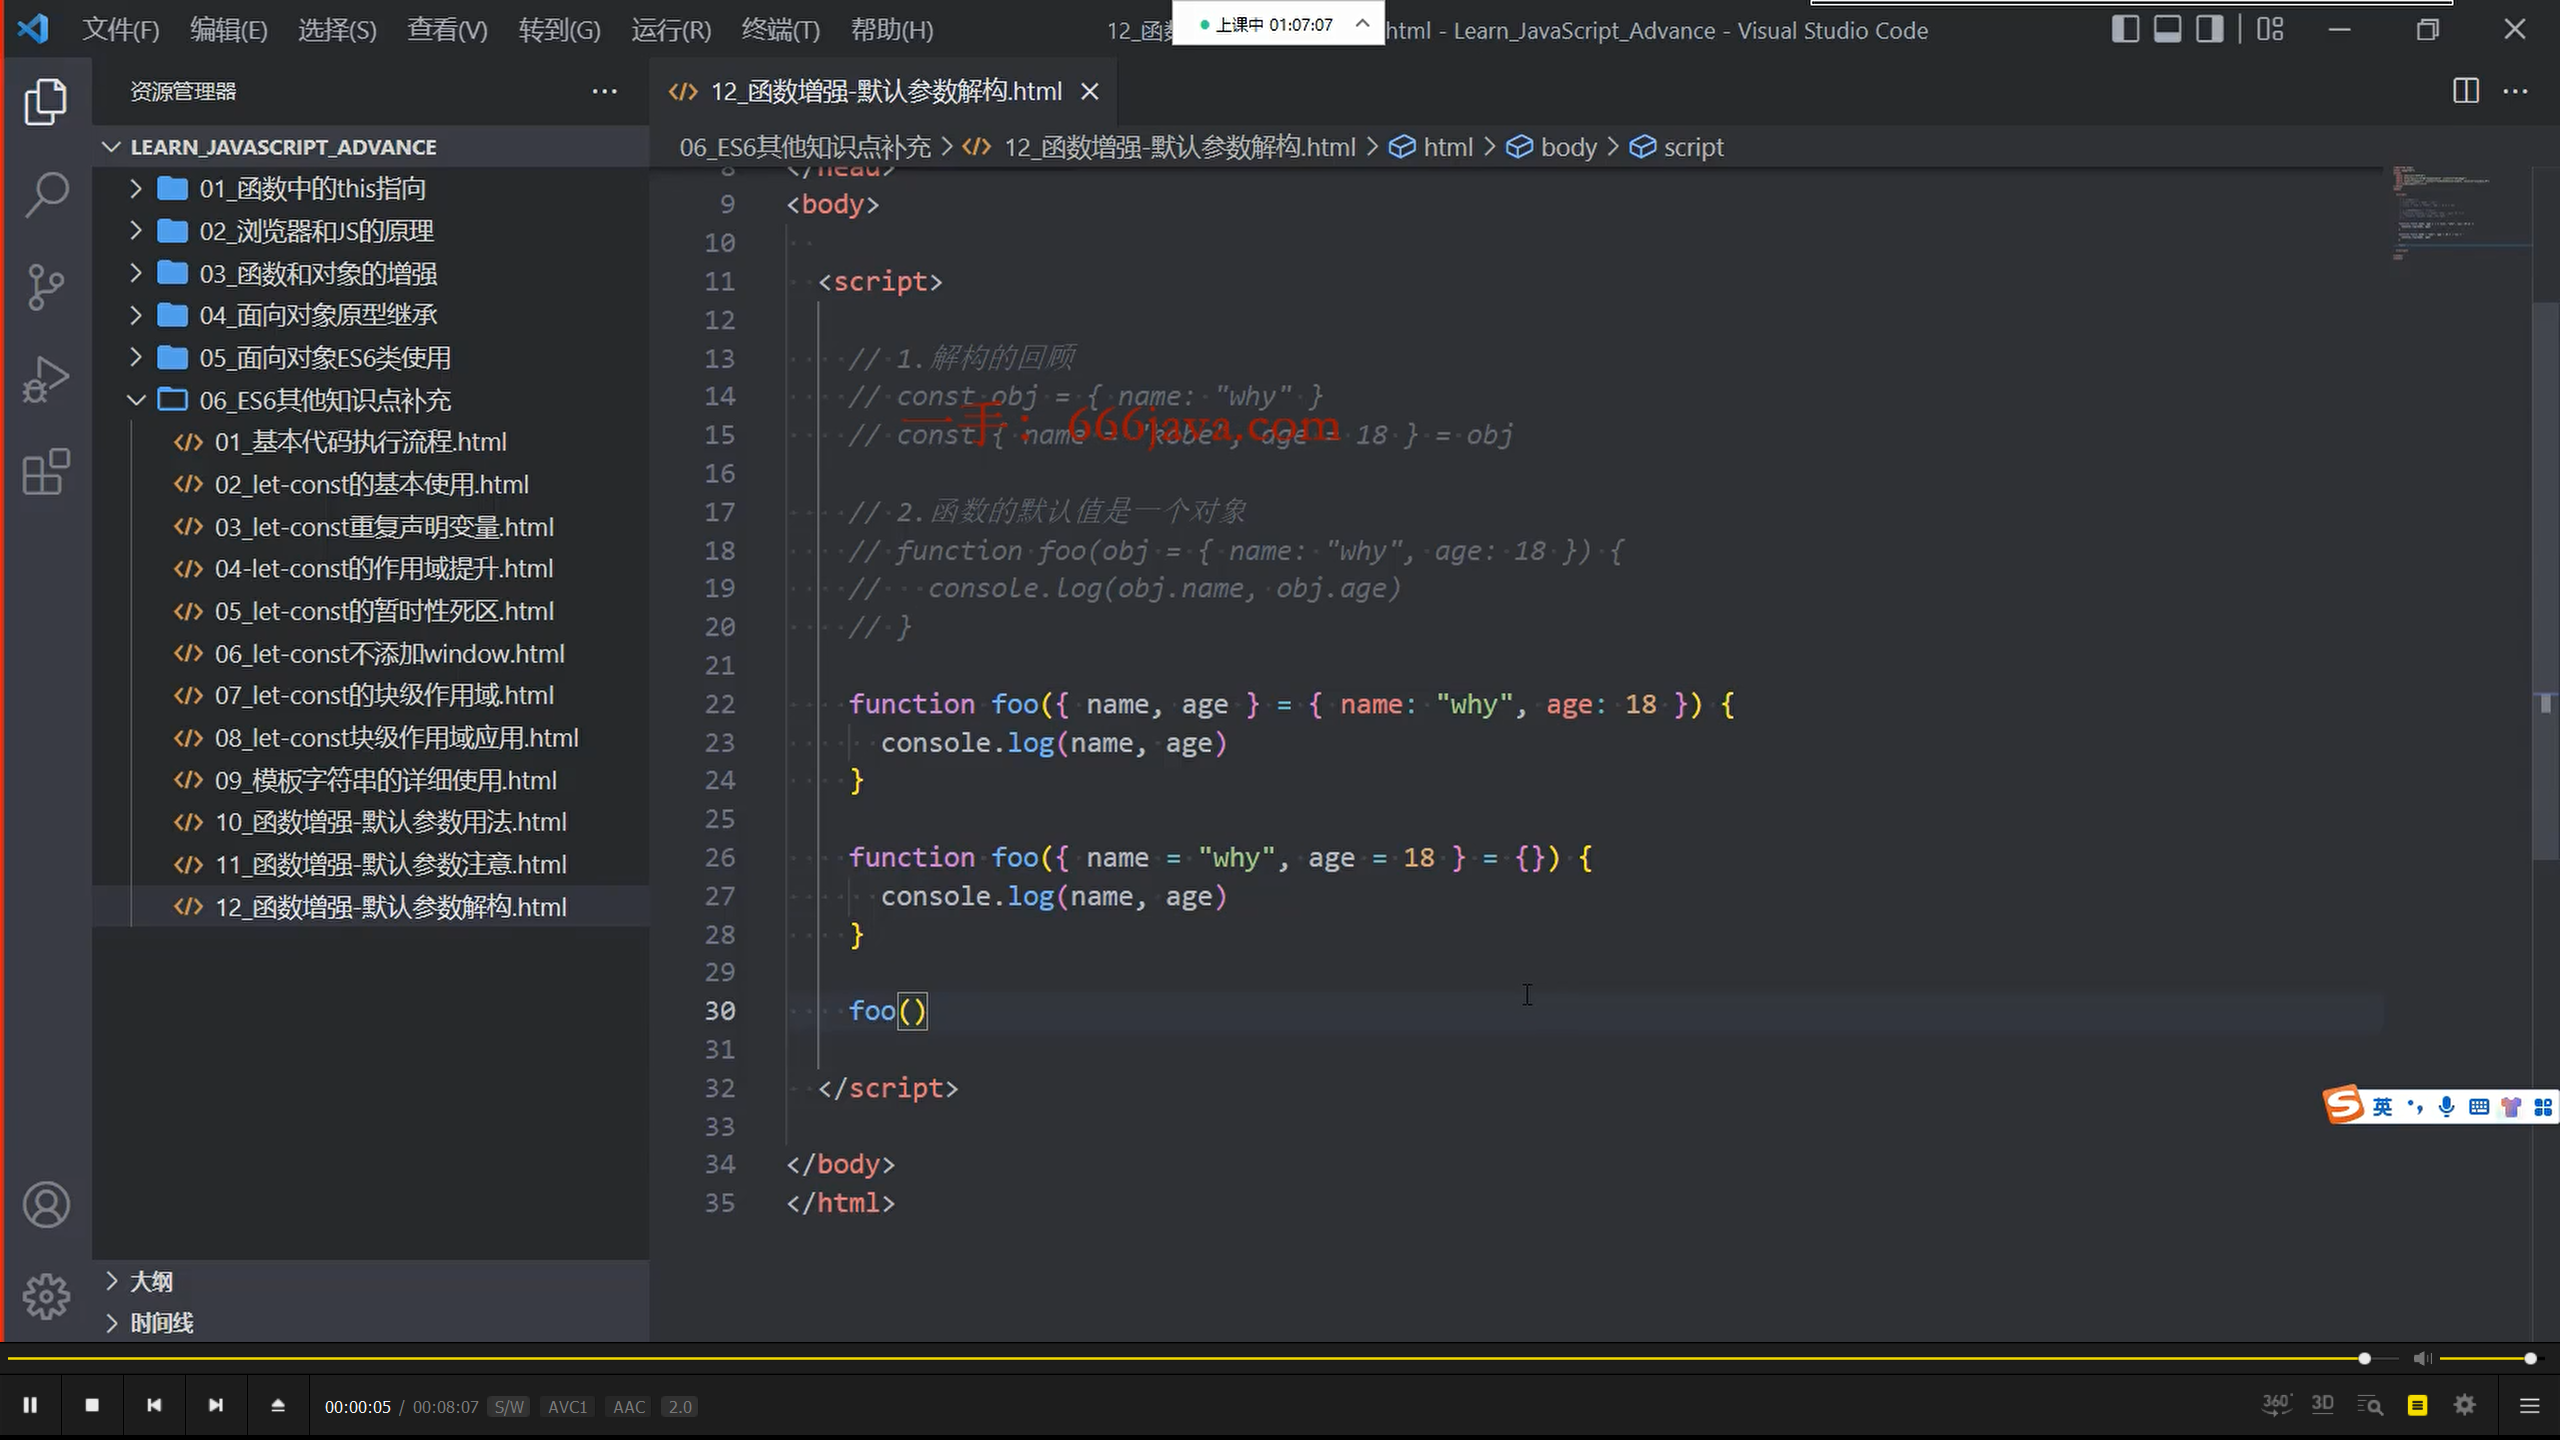 文件(F) 编辑(E) 选择(S) 查看(V) 转到(G) 运行(R) 终端(T) 帮助(H)
12_函 上课中 01:07:07 html - Learn_JavaScript_Advance - Visual Studio Code
资源管理器
12_函数增强-默认参数解构.html
LEARN_JAVASCRIPT_ADVANCE
06_ES6其他知识点补充 > 12_函数增强-默认参数解构.html > html > body > script
01_函数中的this指向
02_浏览器和JS的原理
03_函数和对象的增强
04_面向对象原型继承
05_面向对象ES6类使用
06_ES6其他知识点补充
01_基本代码执行流程.html
02_let-const的基本使用.html
03_let-const重复声明变量.html
04-let-const的作用域提升.html
05_let-const的暂时性死区.html
06_let-const不添加window.html
07_let-const的块级作用域.html
08_let-const块级作用域应用.html
09_模板字符串的详细使用.html
10_函数增强-默认参数用法.html
11_函数增强-默认参数注意.html
12_函数增强-默认参数解构.html
大纲
时间线
8 </head>
9 <body>
10
11 <script>
12
13 // 1.解构的回顾
14 // const obj = { name: "why" }
一手：666java.com
15 // const { name = "kobe", age = 18 } = obj
16
17 // 2.函数的默认值是一个对象
18 // function foo(obj = { name: "why", age: 18 }) {
19 //   console.log(obj.name, obj.age)
20 // }
21
22 function foo({ name, age } = { name: "why", age: 18 }) {
23 console.log(name, age)
24 }
25
26 function foo({ name = "why", age = 18 } = {}) {
27 console.log(name, age)
28 }
29
30 foo()
31
32 </script>
33
34 </body>
35 </html>
英
00:00:05 / 00:08:07 S/W AVC1 AAC 2.0
360° 3D